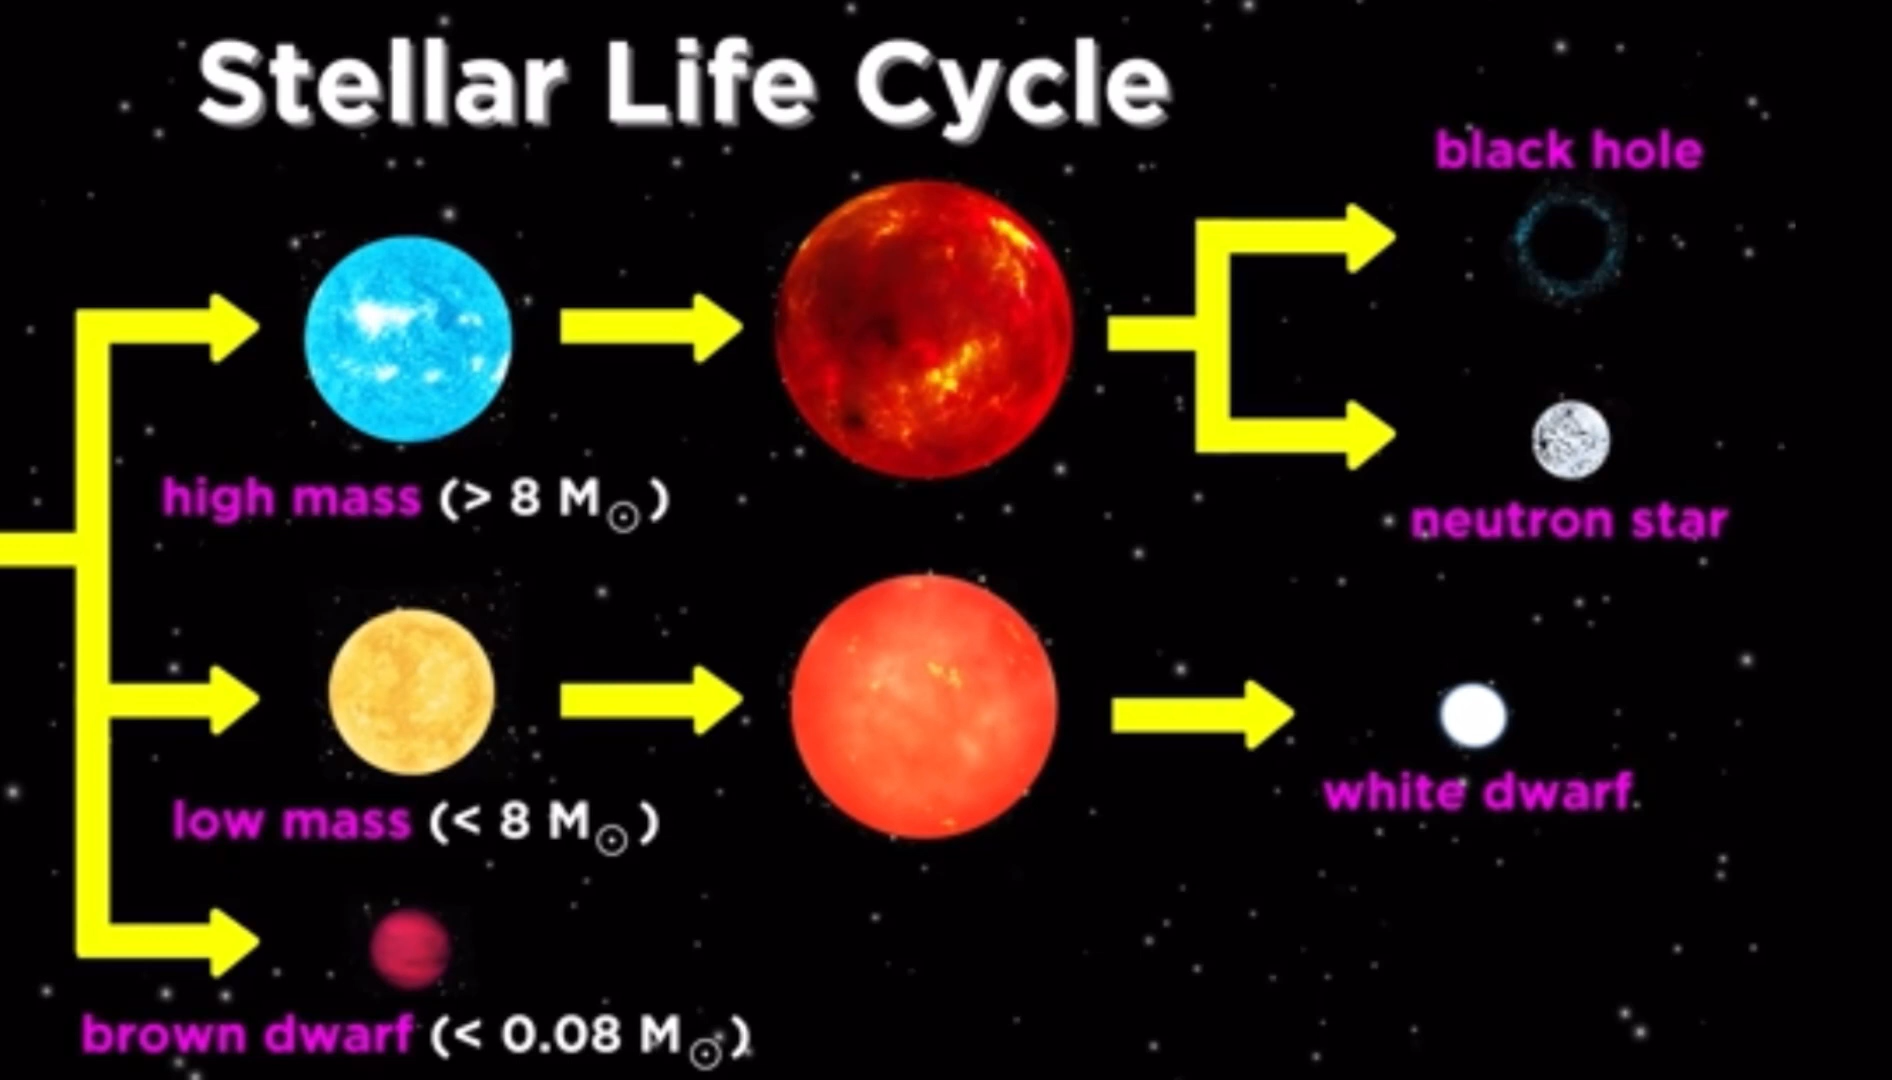 Stellar Life Cycle
black hole
high mass (> 8 M☉)
neutron star
low mass (< 8 M☉)
white dwarf
brown dwarf (< 0.08 M☉)